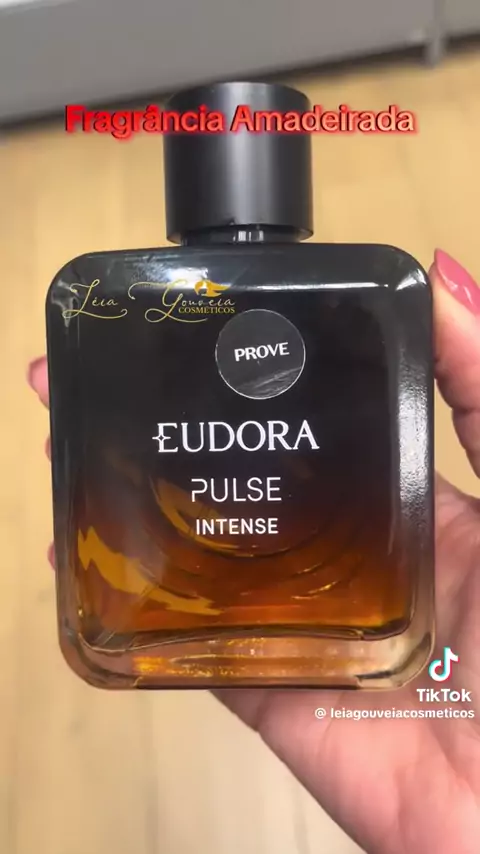 Fragrância Amadeirada
Léia Gouveia
COSMÉTICOS
PROVE
EUDORA
PULSE
INTENSE
TikTok
@ leiagouveiacosmeticos